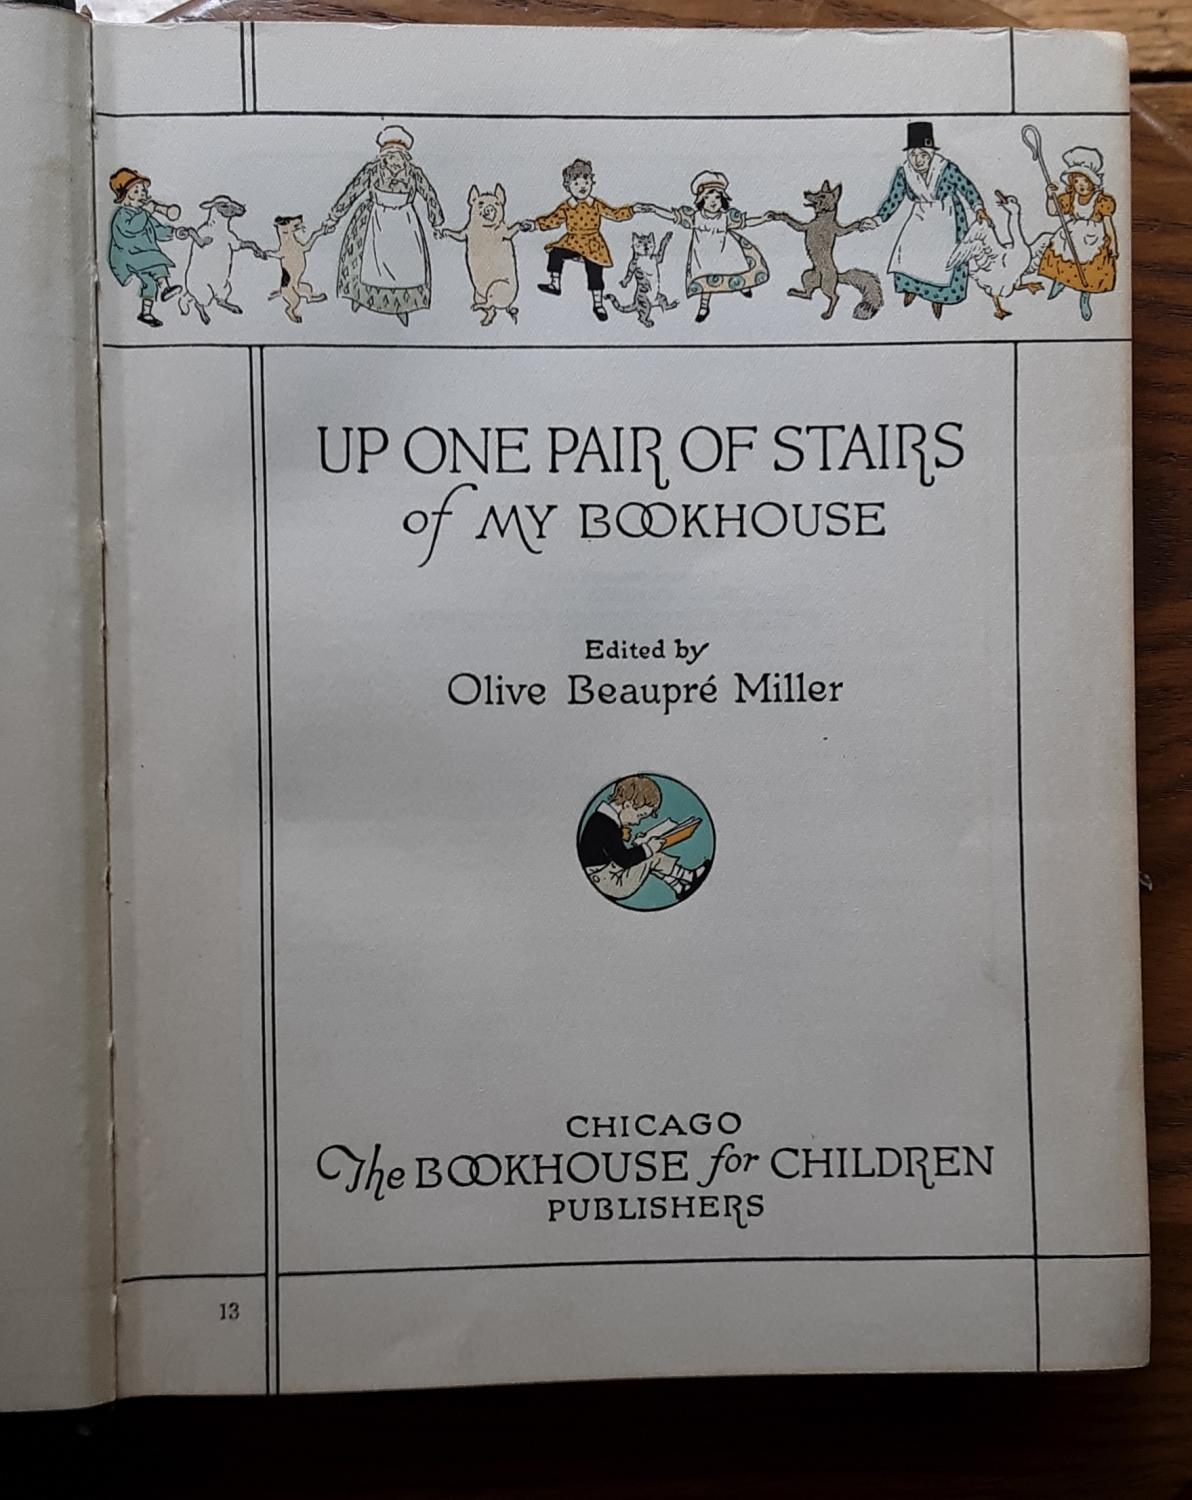 UP ONE PAIR OF STAIRS
of MY BOOKHOUSE
Edited by
Olive Beaupré Miller
CHICAGO
The BOOKHOUSE for CHILDREN
PUBLISHERS
13